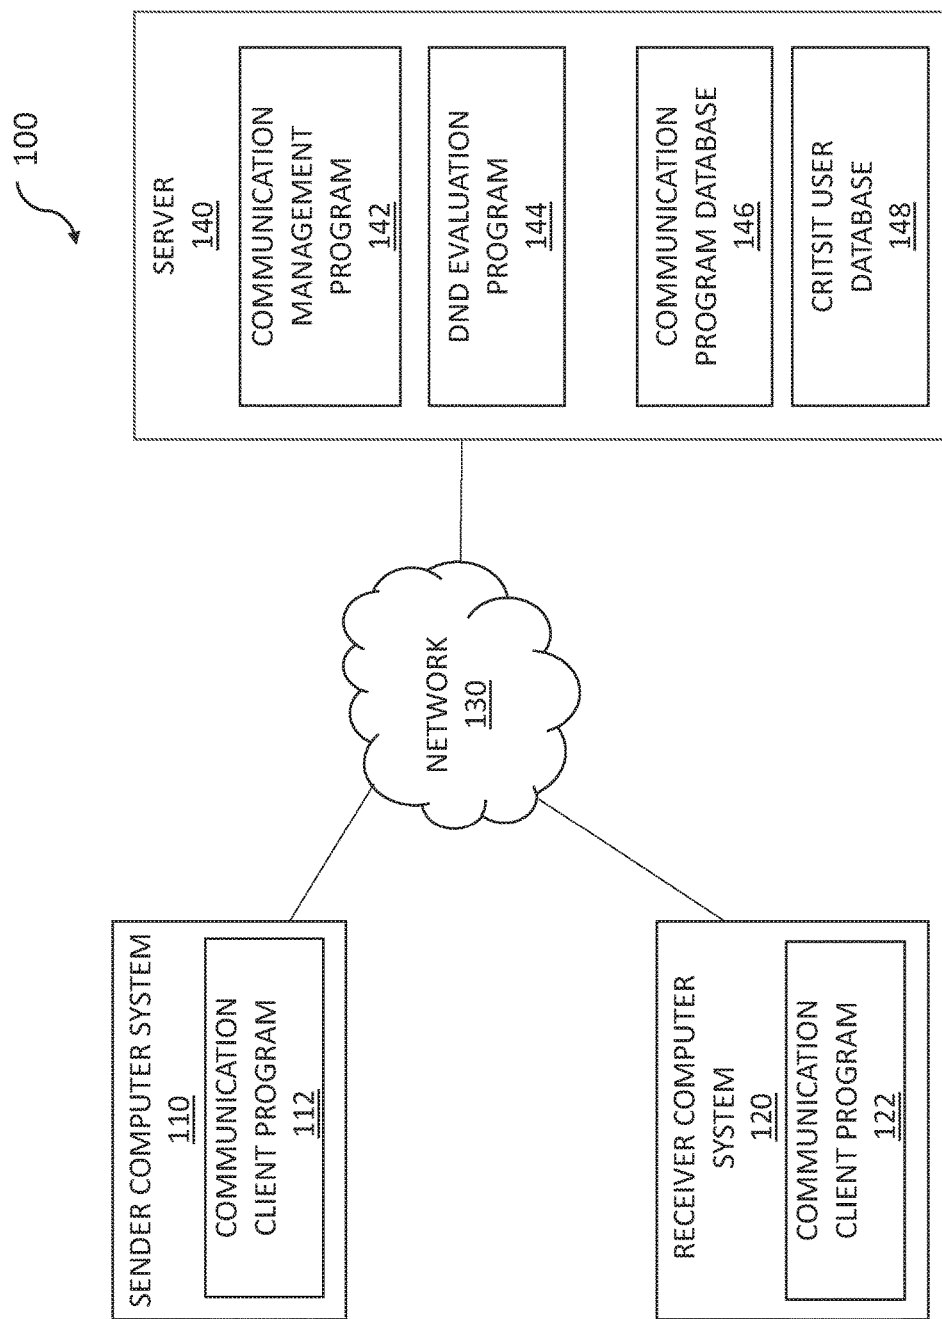 100
SENDER COMPUTER SYSTEM
110
COMMUNICATION
CLIENT PROGRAM
112
RECEIVER COMPUTER
SYSTEM
120
COMMUNICATION
CLIENT PROGRAM
122
NETWORK
130
SERVER
140
COMMUNICATION
MANAGEMENT
PROGRAM
142
DND EVALUATION
PROGRAM
144
COMMUNICATION
PROGRAM DATABASE
146
CRITSIT USER
DATABASE
148